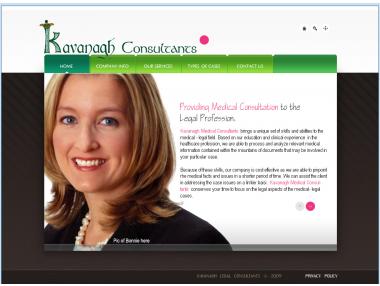 Kavanagh Consultants
HOME COMPANY INFO OUR SERVICES TYPES OF CASES CONTACT US
Providing Medical Consultation to the
Legal Profession.
Kavanagh Medical Consultants brings a unique set of skills and abilities to the
medical - legal field. Based on our education and clinical experience in the
healthcare profession, we are able to process and analyze relevant medical
information contained within the mountains of documents that may be involved in
your particular case.
Because of these skills, our company is cost effective as we are able to pinpoint
the medical facts and issues in a shorter period of time. We can assist the client
in addressing the case issues on a timlier basis. Kavanagh Medical Consul-
tants conserves your time to focus on the legal aspects of the medical -legal
cases.
Pic of Bonnie here
KAVANAGH LEGAL CONSULTANTS © 2009 PRIVACY POLICY